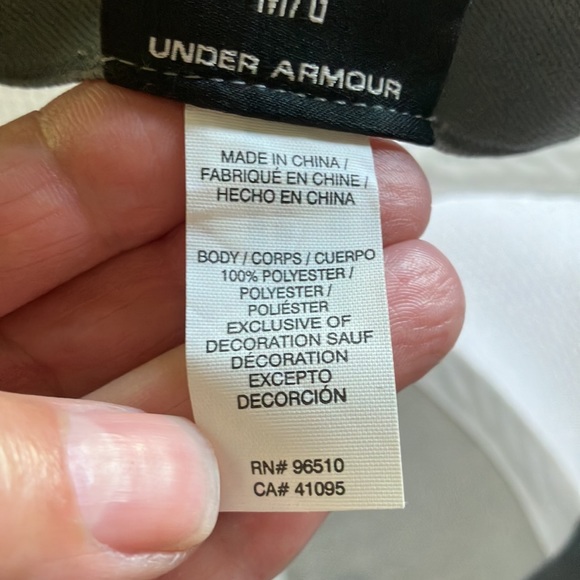 UNDER ARMOUR
MADE IN CHINA /
FABRIQUÉ EN CHINE /
HECHO EN CHINA
BODY / CORPS / CUERPO
100% POLYESTER /
POLYESTER /
POLIÉSTER
EXCLUSIVE OF
DECORATION SAUF
DÉCORATION
EXCEPTO
DECORCIÓN
RN# 96510
CA# 41095